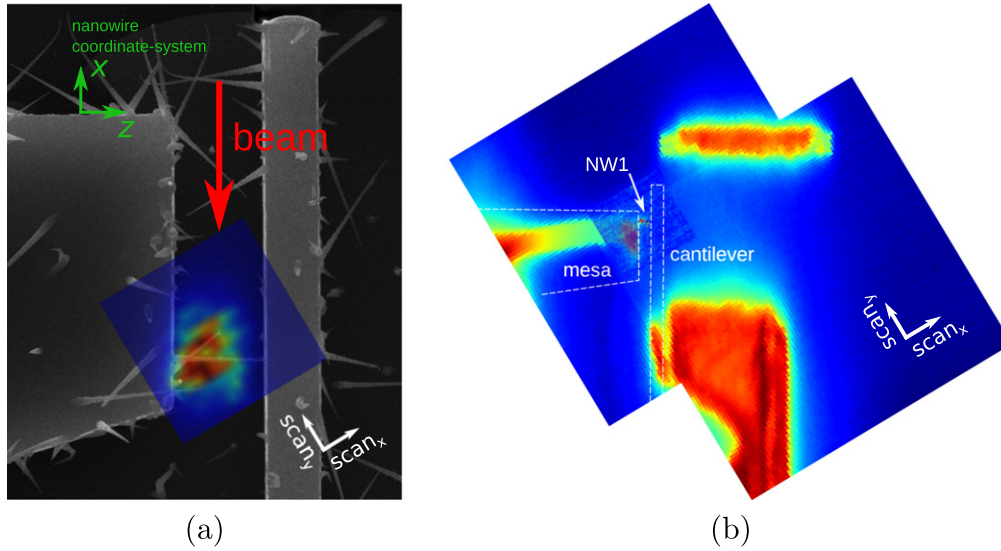 nanowire
coordinate-system
x
z
beam
scany
scanx
(a)
NW1
cantilever
mesa
scany
scanx
(b)